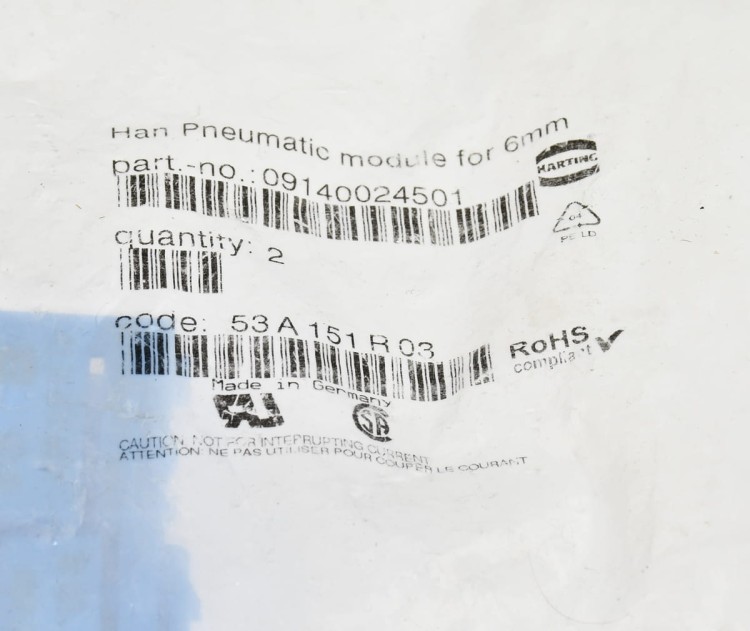 Han Pneumatic module for 6mm
HARTING
part.-no.: 09140024501
04
PE-LD
quantity: 2
code: 53 A 151 R 03
RoHS
compliant
Made in Germany
CAUTION: NOT FOR INTERRUPTING CURRENT
ATTENTION: NE PAS UTILISER POUR COUPER LE COURANT